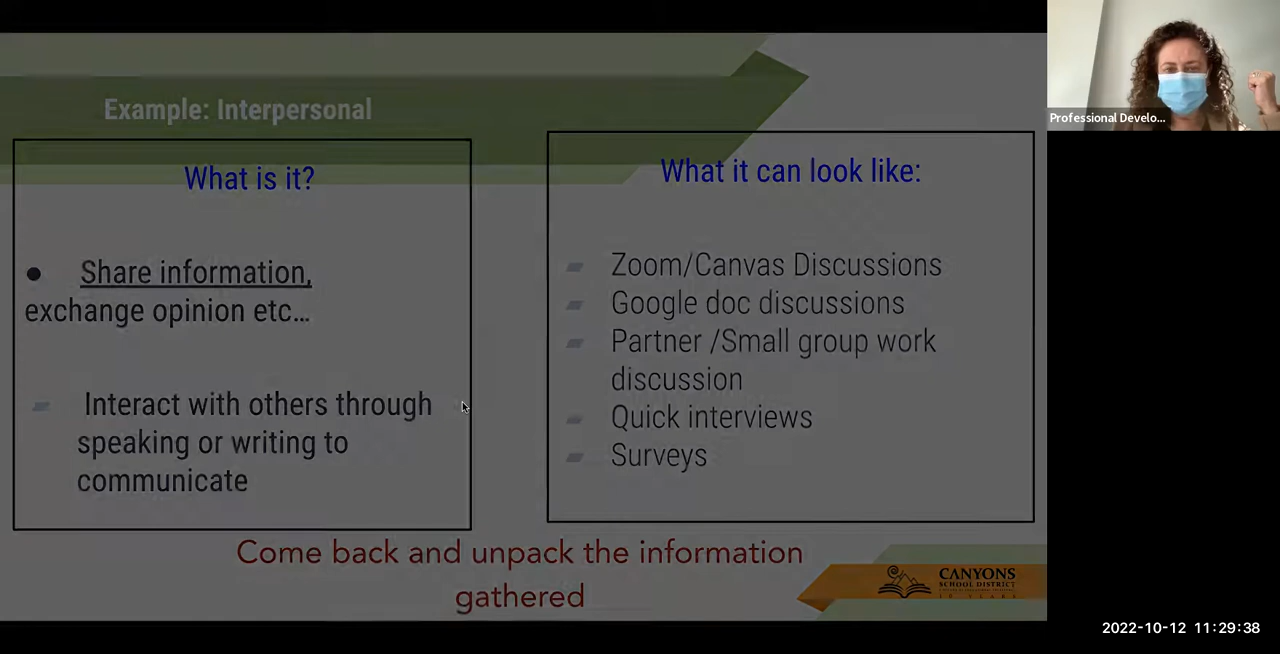 Example: Interpersonal
What is it?
● Share information,
exchange opinion etc...
Interact with others through
speaking or writing to
communicate
What it can look like:
Zoom/Canvas Discussions
Google doc discussions
Partner /Small group work
discussion
Quick interviews
Surveys
Come back and unpack the information
gathered
CANYONS
SCHOOL DISTRICT
Professional Develo...
2022-10-12 11:29:38